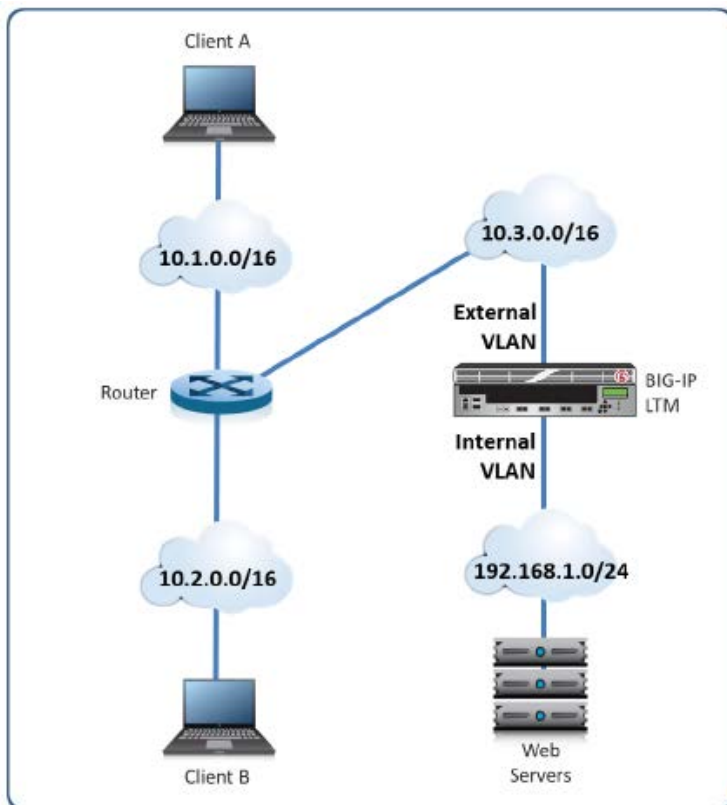 Client A
10.1.0.0/16
10.3.0.0/16
External
VLAN
Router
BIG-IP
LTM
Internal
VLAN
10.2.0.0/16
192.168.1.0/24
Client B
Web
Servers